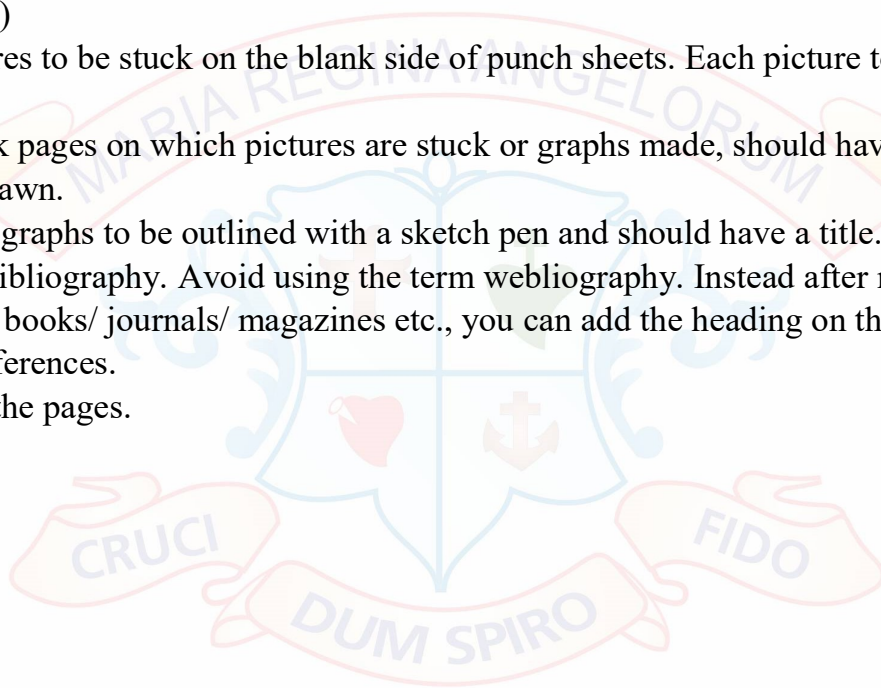 )
res to be stuck on the blank side of punch sheets. Each picture t
k pages on which pictures are stuck or graphs made, should hav
awn.
graphs to be outlined with a sketch pen and should have a title.
ibliography. Avoid using the term webliography. Instead after
books/ journals/ magazines etc., you can add the heading on th
ferences.
the pages.
MARIA REGINA ANGELORUM
CRUCI
DUM SPIRO
FIDO